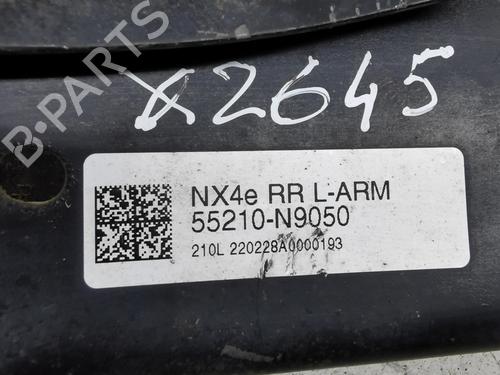 B-PARTS
X2645
NX4e RR L-ARM
55210-N9050
210L 220228A0000193